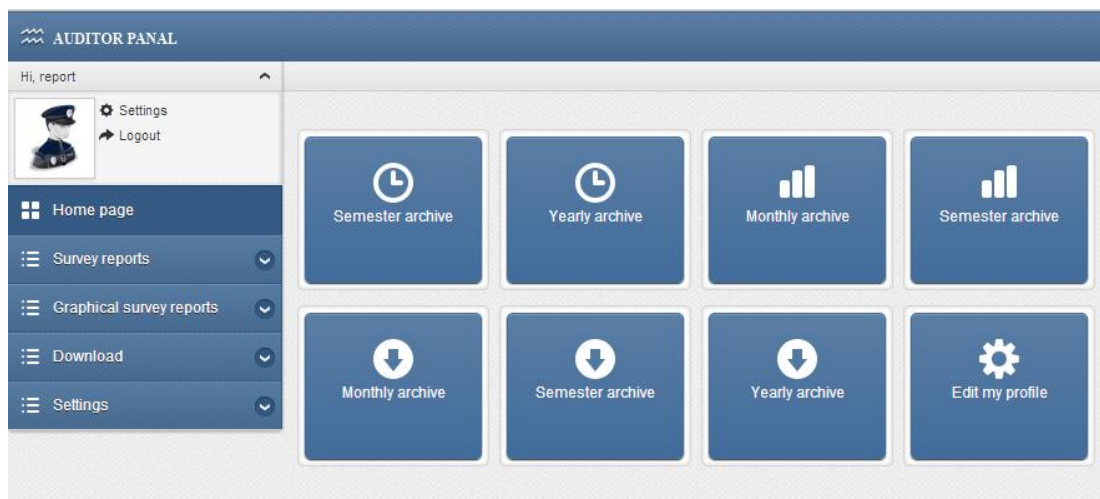 AUDITOR PANAL
Hi, report
Settings
Logout
Home page
Survey reports
Graphical survey reports
Download
Settings
Semester archive
Yearly archive
Monthly archive
Semester archive
Monthly archive
Semester archive
Yearly archive
Edit my profile